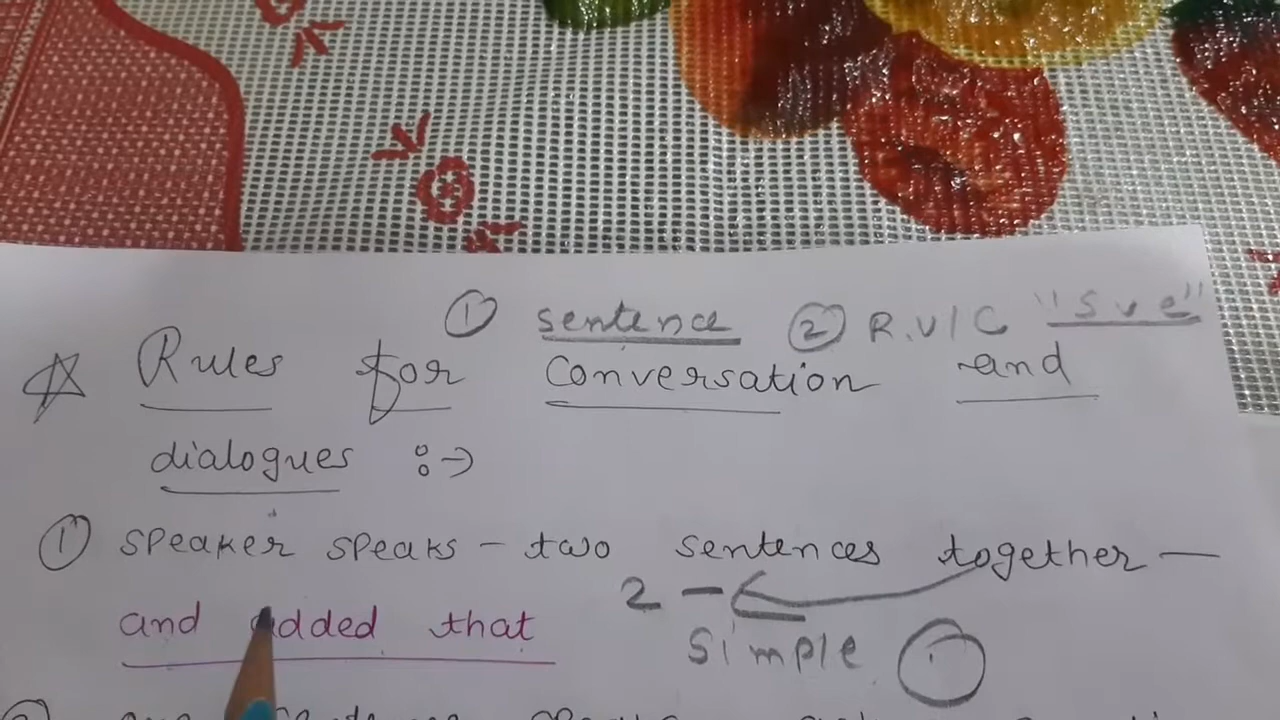 ① sentence ② R.V/C "Sve"
Rules for Conversation and
dialogues :→
① speaker speaks - two sentences together —
2 -
and added that
simple ①